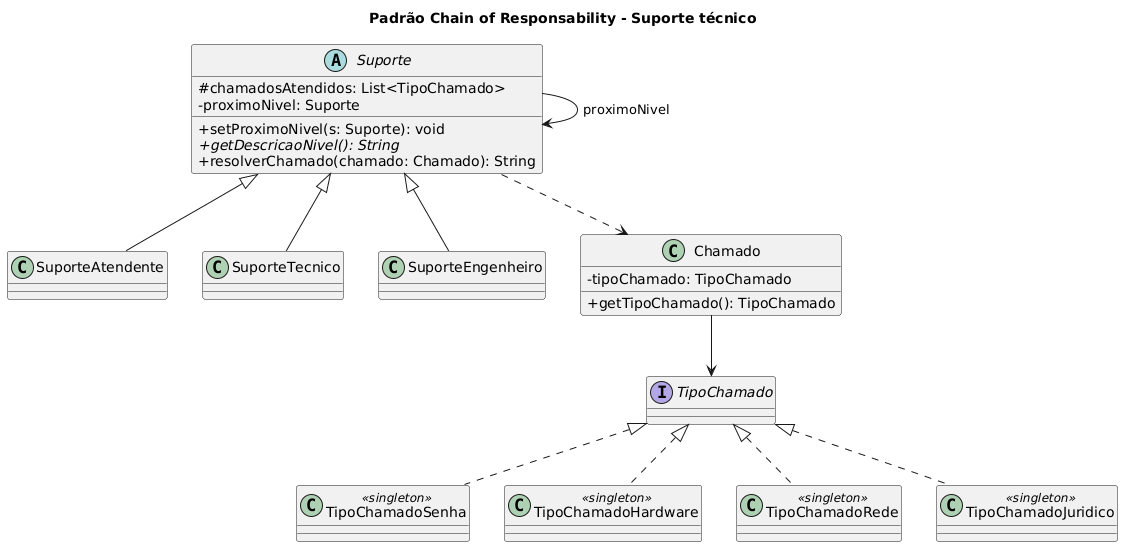 Padrão Chain of Responsability - Suporte técnico
A Suporte
#chamadosAtendidos: List<TipoChamado>
-proximoNivel: Suporte
+setProximoNivel(s: Suporte): void
+getDescricaoNivel(): String
+resolverChamado(chamado: Chamado): String
proximoNivel
C SuporteAtendente
C SuporteTecnico
C SuporteEngenheiro
C Chamado
-tipoChamado: TipoChamado
+getTipoChamado(): TipoChamado
I TipoChamado
C «singleton»
TipoChamadoSenha
C «singleton»
TipoChamadoHardware
C «singleton»
TipoChamadoRede
C «singleton»
TipoChamadoJuridico